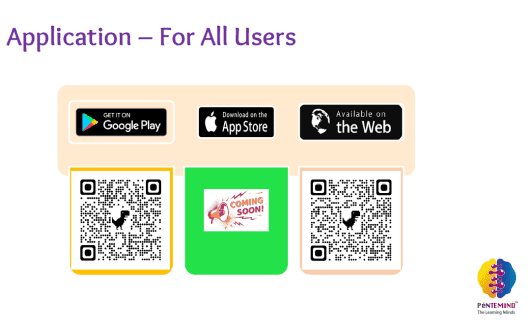 Application – For All Users
GET IT ON
Google Play
Download on the
App Store
Available on
the Web
COMING
SOON!
PéNTEMIND™
The Learning Minds